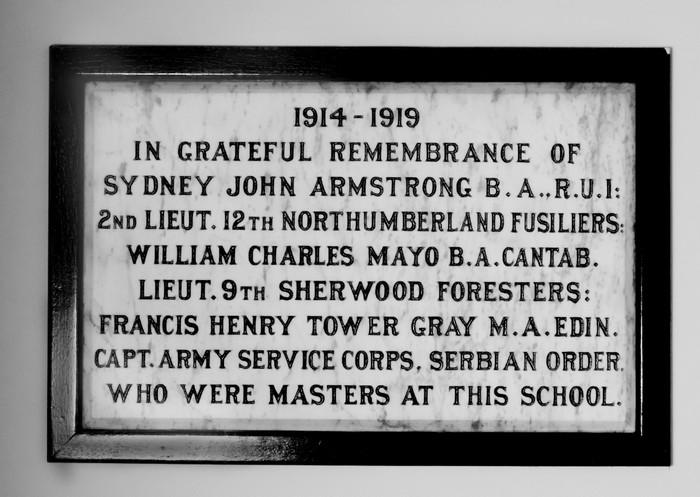 1914-1919
IN GRATEFUL REMEMBRANCE OF
SYDNEY JOHN ARMSTRONG B.A., R.U.I:
2ND LIEUT. 12TH NORTHUMBERLAND FUSILIERS:
WILLIAM CHARLES MAYO B.A. CANTAB.
LIEUT. 9TH SHERWOOD FORESTERS:
FRANCIS HENRY TOWER GRAY M.A. EDIN.
CAPT. ARMY SERVICE CORPS, SERBIAN ORDER.
WHO WERE MASTERS AT THIS SCHOOL.